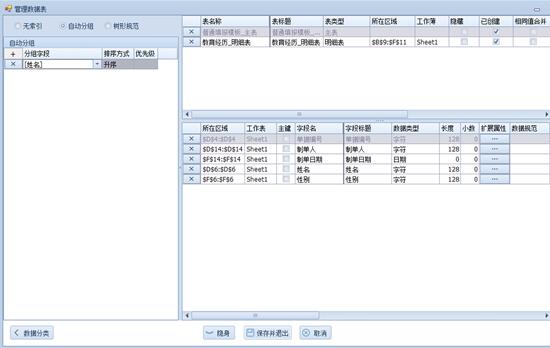 管理数据表
无索引 自动分组 树形规范
自动分组
+ 分组字段 排序方式 优先级
× [姓名] 升序
表名称 表标题 表类型 所在区域 工作簿 隐藏 已创建 相同值合并
× 普通填报模板_主表 普通填报模板_... 主表
× 教育经历_明细表 教育经历_明细表 明细表 $B$9:$F$11 Sheet1
所在区域 工作表 主键 字段名 字段标题 数据类型 长度 小数 扩展属性 数据规范
× $D$4:$D$4 Sheet1 单据编号 单据编号 字符 128 0 ...
× $D$14:$D$14 Sheet1 制单人 制单人 字符 128 0 ...
× $F$14:$F$14 Sheet1 制单日期 制单日期 日期 0 0 ...
× $D$6:$D$6 Sheet1 姓名 姓名 字符 128 0 ...
× $F$6:$F$6 Sheet1 性别 性别 字符 128 0 ...
数据分类 隐身 保存并退出 取消